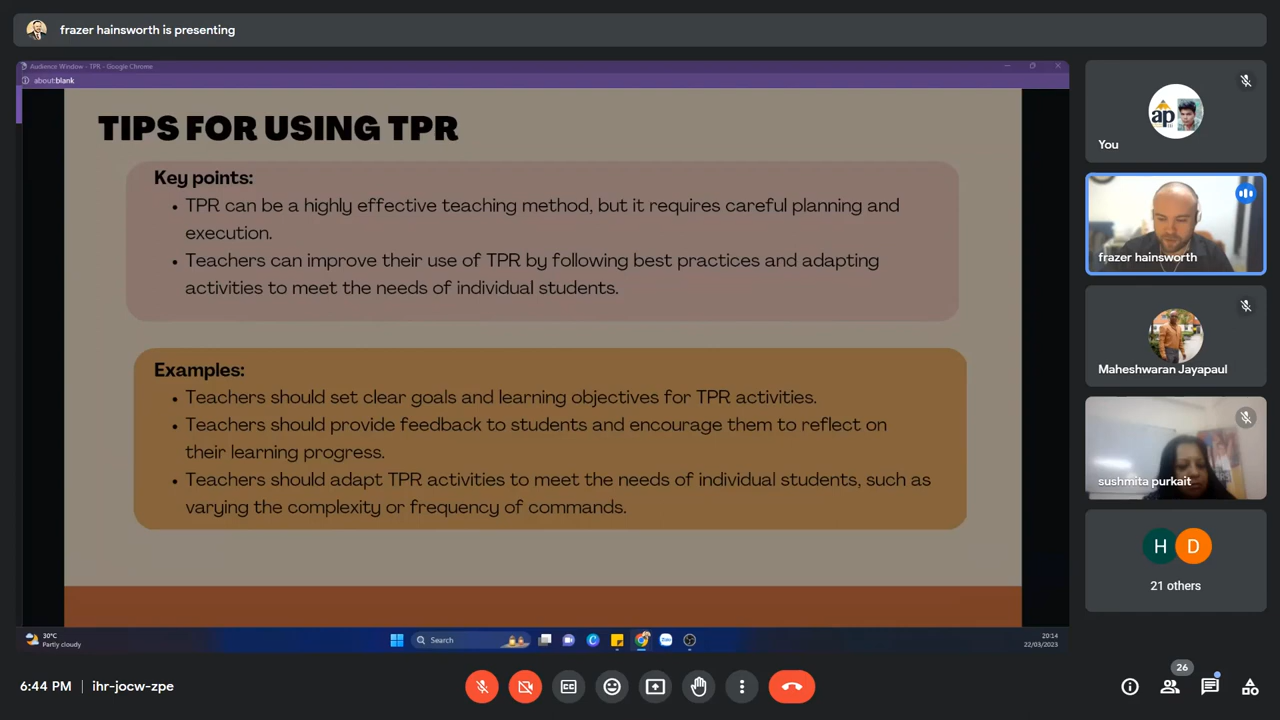 frazer hainsworth is presenting
Audience Window - TPR - Google Chrome
about:blank
TIPS FOR USING TPR
Key points:
• TPR can be a highly effective teaching method, but it requires careful planning and
execution.
• Teachers can improve their use of TPR by following best practices and adapting
activities to meet the needs of individual students.
Examples:
• Teachers should set clear goals and learning objectives for TPR activities.
• Teachers should provide feedback to students and encourage them to reflect on
their learning progress.
• Teachers should adapt TPR activities to meet the needs of individual students, such as
varying the complexity or frequency of commands.
30°C
Partly cloudy
Search
20:14
22/03/2023
ap
You
frazer hainsworth
Maheshwaran Jayapaul
sushmita purkait
H D
21 others
6:44 PM | ihr-jocw-zpe
CC
26